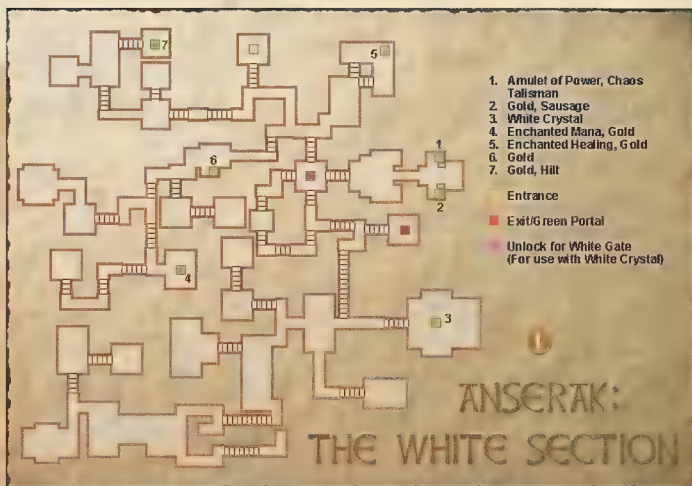 1. Amulet of Power, Chaos
Talisman
2. Gold, Sausage
3. White Crystal
4. Enchanted Mana, Gold
5. Enchanted Healing, Gold
6. Gold
7. Gold, Hilt
Entrance
Exit/Green Portal
Unlock for White Gate
(For use with White Crystal)
7
5
1
6
2
4
3
ANSERAK:
THE WHITE SECTION